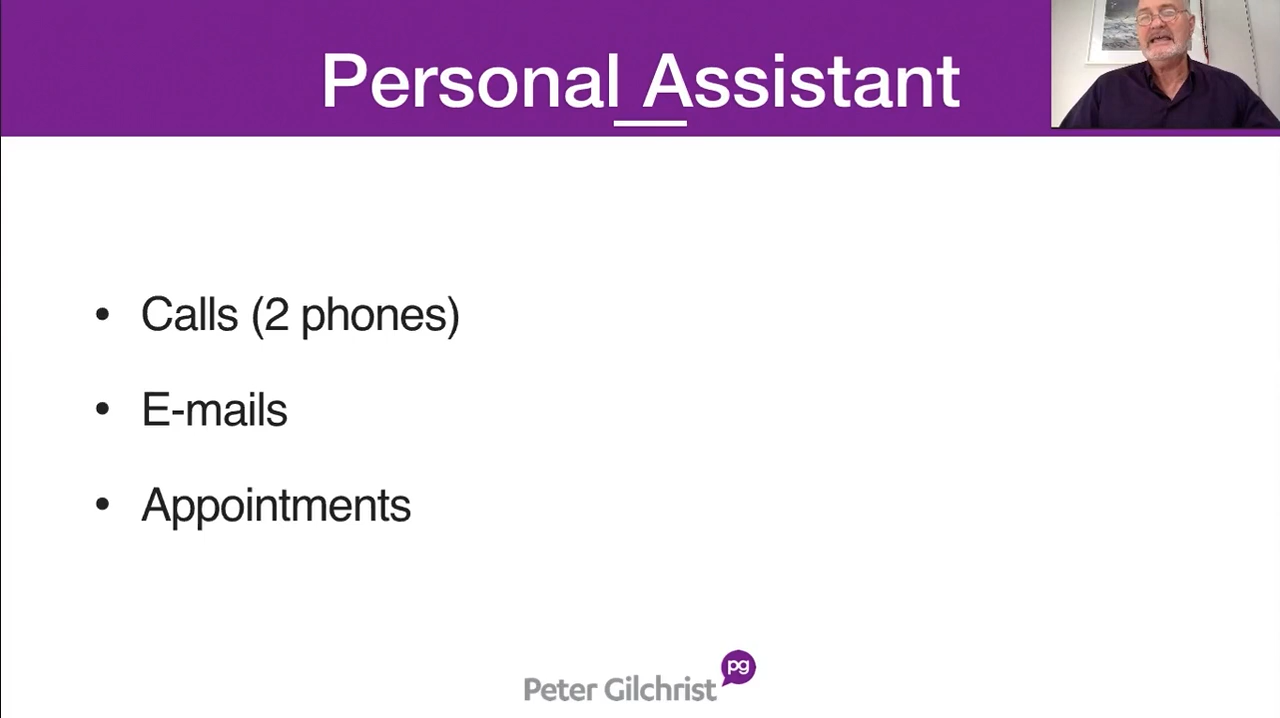 Personal Assistant
• Calls (2 phones)
• E-mails
• Appointments
Peter Gilchrist
pg